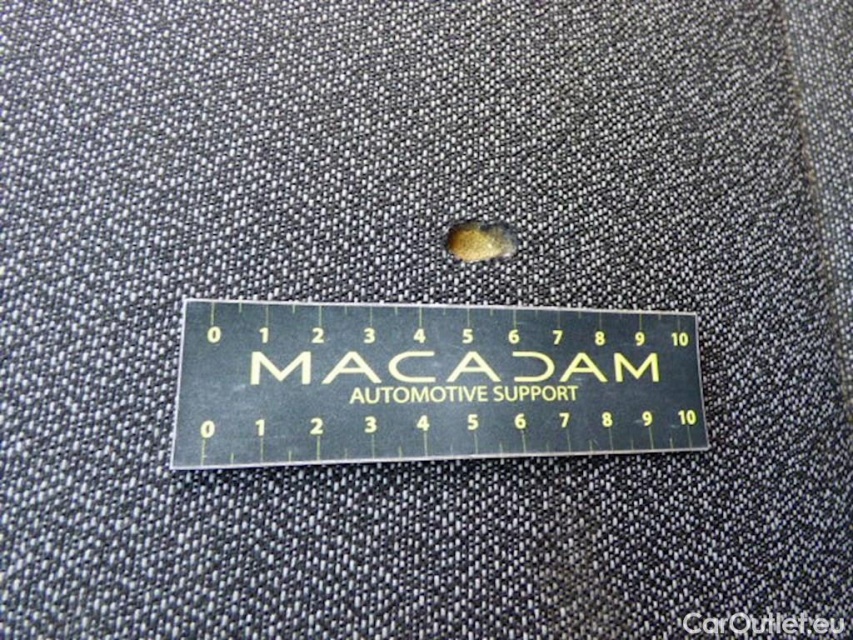 0 1 2 3 4 5 6 7 8 9 10
MACADAM
AUTOMOTIVE SUPPORT
0 1 2 3 4 5 6 7 8 9 10
CarOutlet.eu